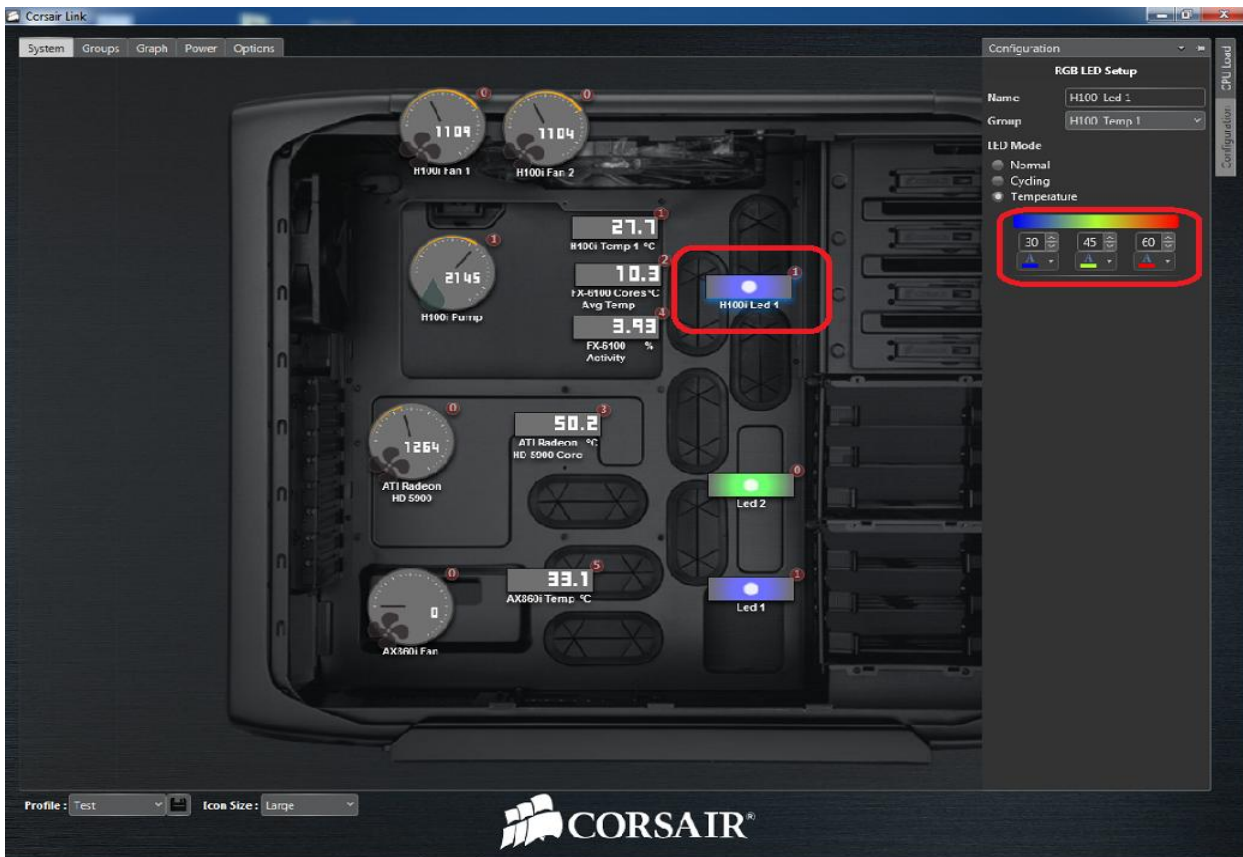 Corsair Link
System Groups Graph Power Options
Configuration
RGB LED Setup
Name H100 Led 1
Group H100 Temp 1
LED Mode
Normal
Cycling
Temperature
30 45 60
A A A
CPU Load
Configuration
0 0
1109 1104
H100i Fan 1 H100i Fan 2
1
27.7
H100i Temp 1 °C
1
2145
H100i Pump
2
10.3
FX-6100 Cores °C
Avg Temp
4
3.93
FX-6100 %
Activity
1
H100i Led 1
0
1264
ATI Radeon
HD 5900
3
50.2
ATI Radeon °C
HD 5900 Core
0
Led 2
0
0
AX860i Fan
5
33.1
AX860i Temp °C
1
Led 1
Profile : Test Icon Size : Large
CORSAIR®